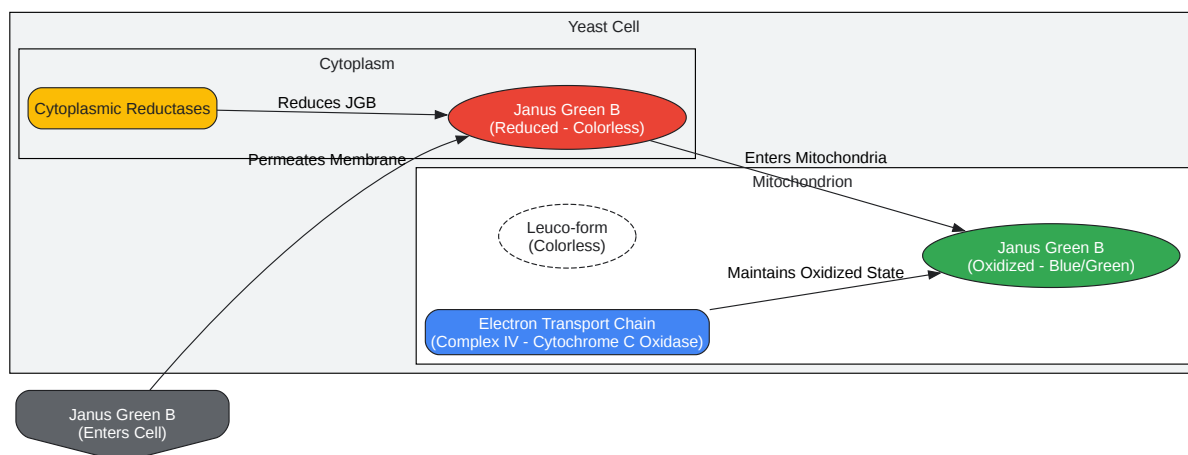 Yeast Cell
Cytoplasm
Cytoplasmic Reductases
Reduces JGB
Janus Green B
(Reduced - Colorless)
Permeates Membrane
Enters Mitochondria
Mitochondrion
Leuco-form
(Colorless)
Janus Green B
(Oxidized - Blue/Green)
Maintains Oxidized State
Electron Transport Chain
(Complex IV - Cytochrome C Oxidase)
Janus Green B
(Enters Cell)